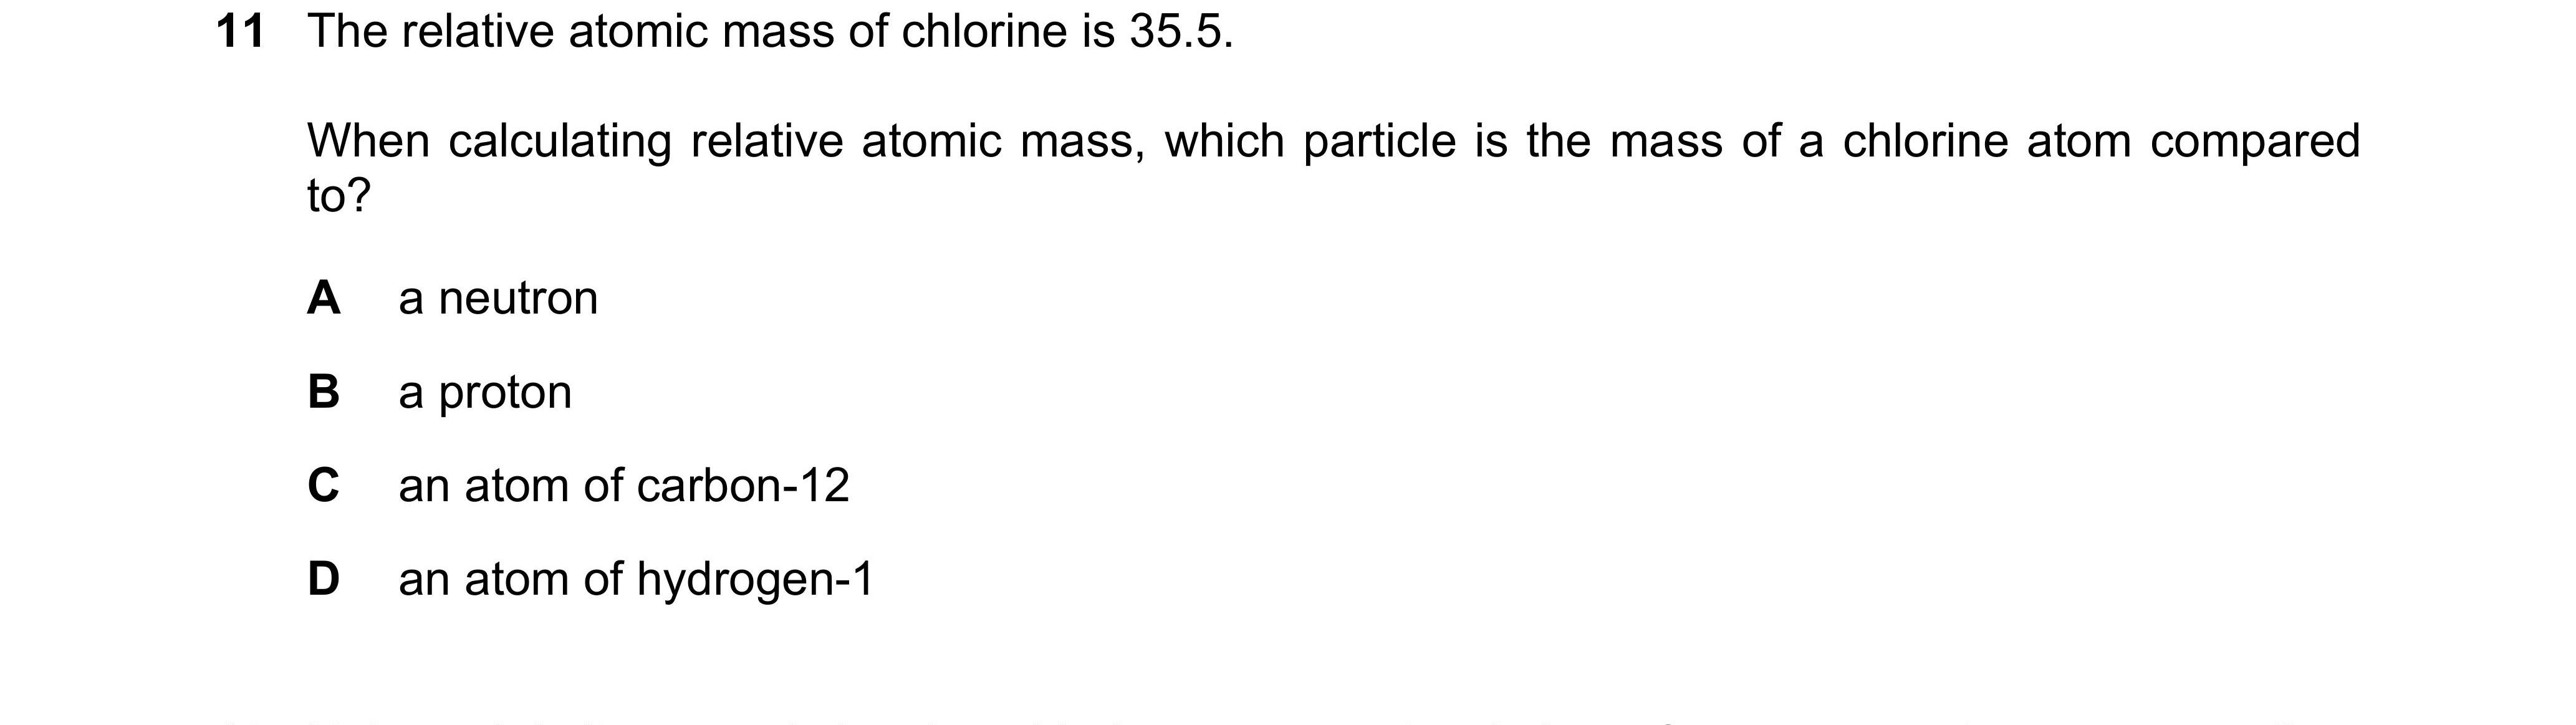 11 The relative atomic mass of chlorine is 35.5.
When calculating relative atomic mass, which particle is the mass of a chlorine atom compared
to?
A a neutron
B a proton
C an atom of carbon-12
D an atom of hydrogen-1